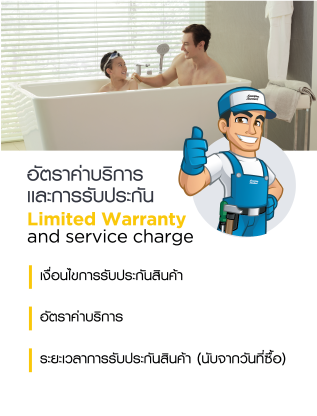 อัตราค่าบริการ
และการรับประกัน
Limited Warranty
and service charge
เงื่อนไขการรับประกันสินค้า
อัตราค่าบริการ
ระยะเวลาการรับประกันสินค้า (นับจากวันที่ซื้อ)